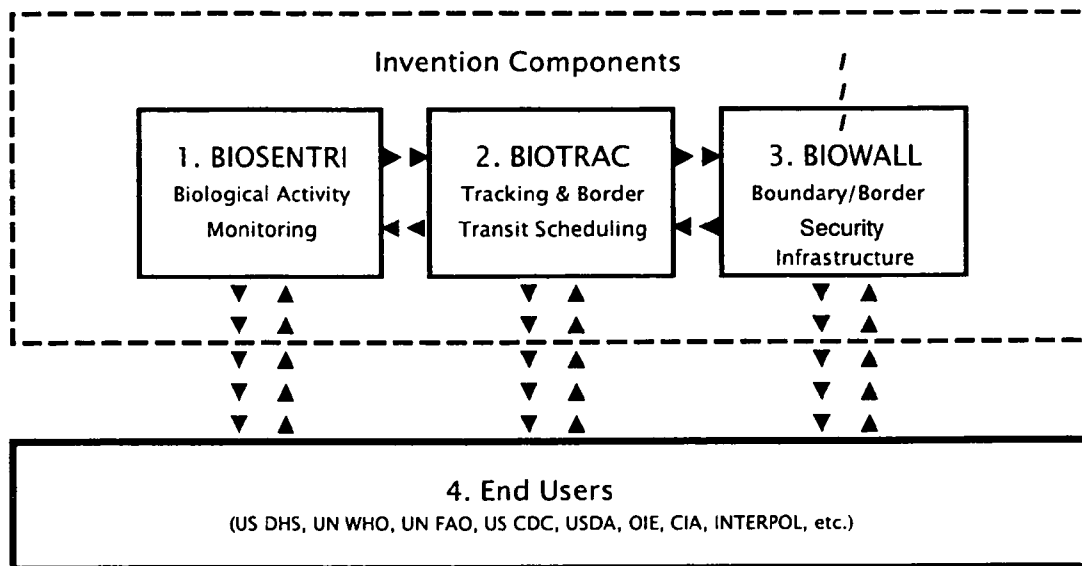 Invention Components
1. BIOSENTRI
Biological Activity
Monitoring
2. BIOTRAC
Tracking & Border
Transit Scheduling
3. BIOWALL
Boundary/Border
Security
Infrastructure
4. End Users
(US DHS, UN WHO, UN FAO, US CDC, USDA, OIE, CIA, INTERPOL, etc.)